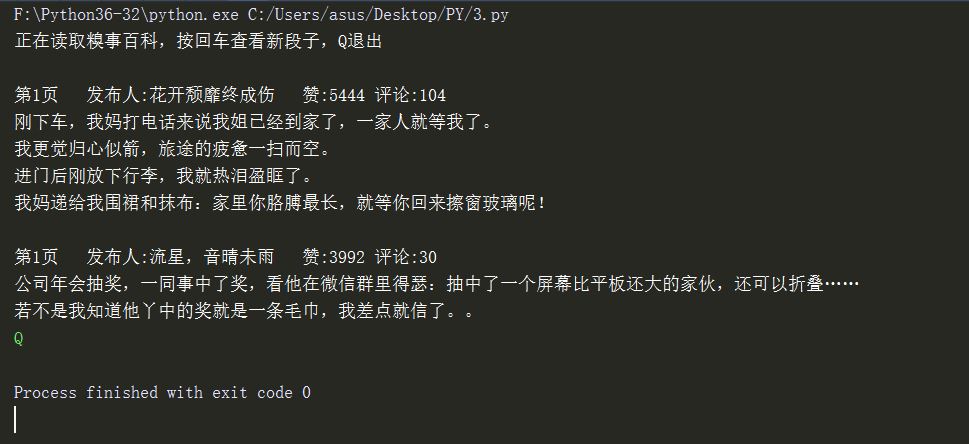 F:\Python36-32\python.exe C:/Users/asus/Desktop/PY/3.py
正在读取糗事百科，按回车查看新段子，Q退出
第1页 发布人:花开颓靡终成伤 赞:5444 评论:104
刚下车，我妈打电话来说我姐已经到家了，一家人就等我了。
我更觉归心似箭，旅途的疲惫一扫而空。
进门后刚放下行李，我就热泪盈眶了。
我妈递给我围裙和抹布：家里你胳膊最长，就等你回来擦窗玻璃呢！
第1页 发布人:流星，音晴未雨 赞:3992 评论:30
公司年会抽奖，一同事中了奖，看他在微信群里得瑟：抽中了一个屏幕比平板还大的家伙，还可以折叠……
若不是我知道他丫中的奖就是一条毛巾，我差点就信了。。
Q
Process finished with exit code 0